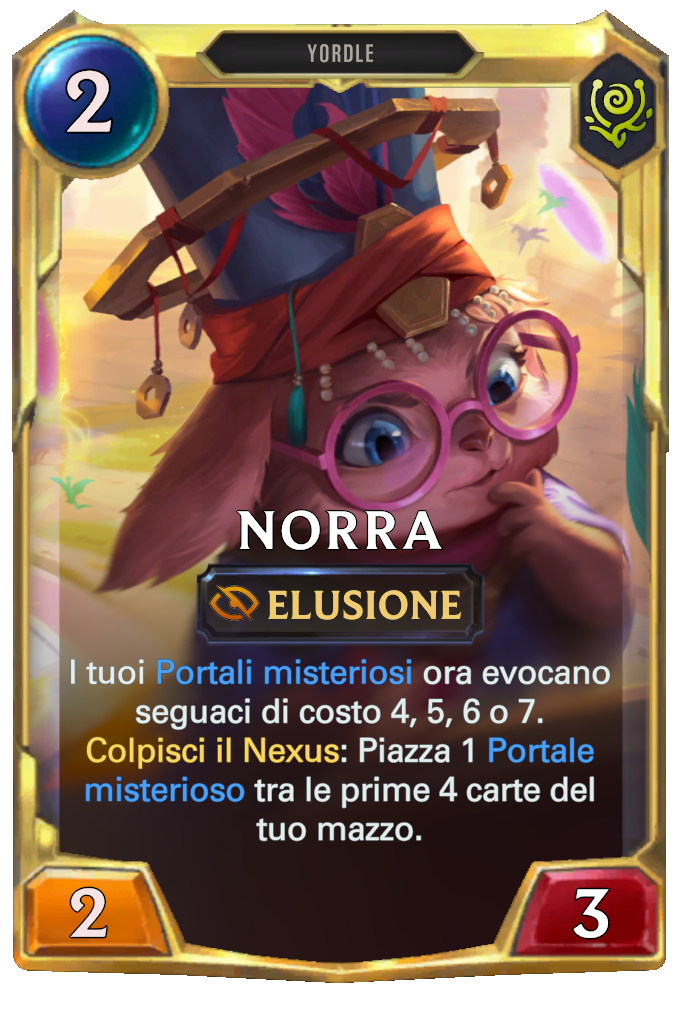 YORDLE
2
NORRA
ELUSIONE
I tuoi Portali misteriosi ora evocano
seguaci di costo 4, 5, 6 o 7.
Colpisci il Nexus: Piazza 1 Portale
misterioso tra le prime 4 carte del
tuo mazzo.
2
3